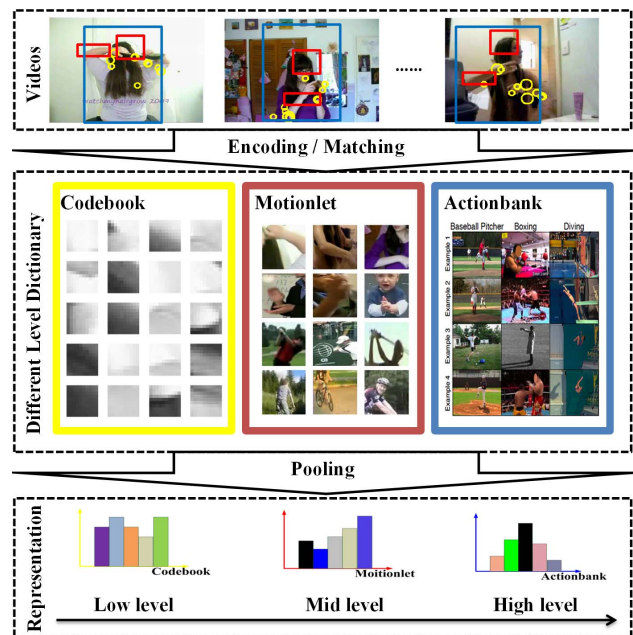 Videos
......
Encoding / Matching
Different Level Dictionary
Codebook
Motionlet
Actionbank
Baseball Pitcher Boxing Diving
Example 1
Example 2
Example 3
Example 4
Pooling
Representation
Codebook
Moitionlet
Actionbank
Low level
Mid level
High level